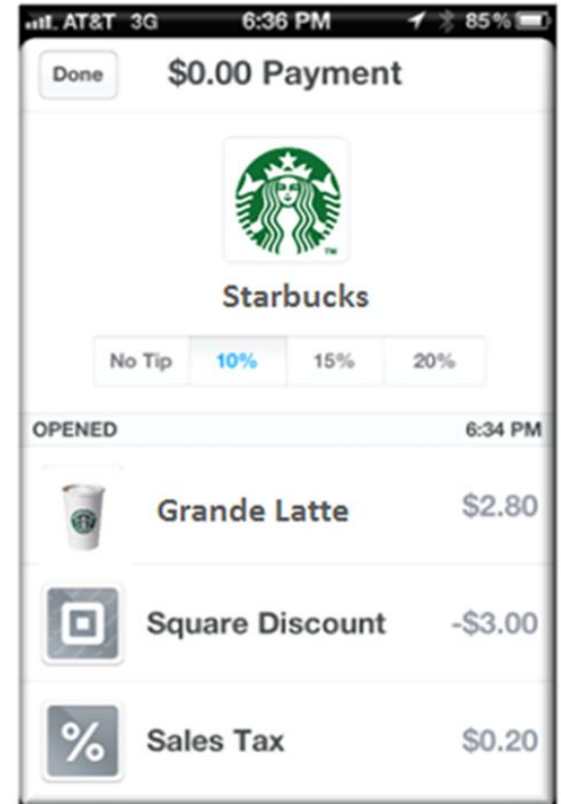 AT&T 3G 6:36 PM 85%
Done $0.00 Payment
TM
Starbucks
No Tip 10% 15% 20%
OPENED 6:34 PM
Grande Latte $2.80
Square Discount -$3.00
% Sales Tax $0.20